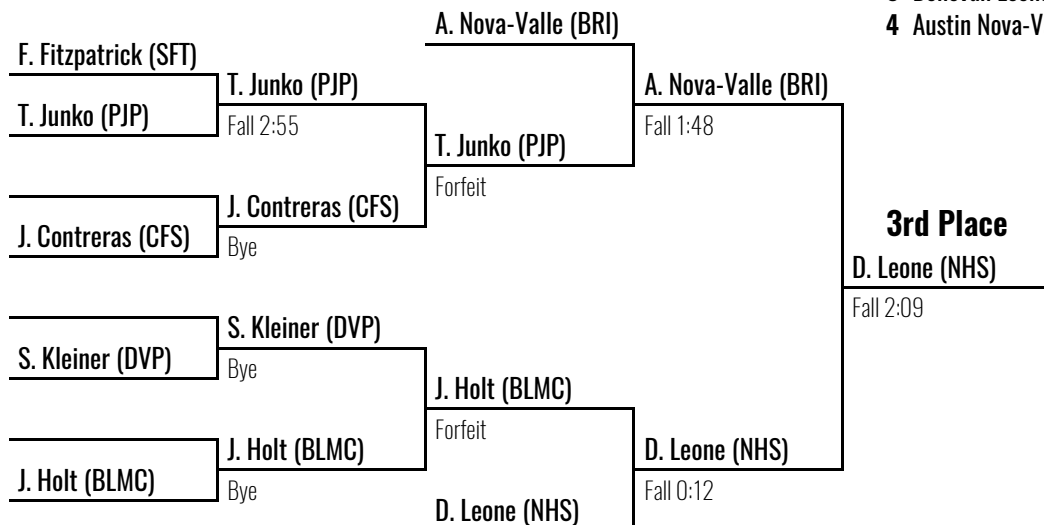 4 Austin Nova-V
A. Nova-Valle (BRI)
F. Fitzpatrick (SFT)
T. Junko (PJP)
A. Nova-Valle (BRI)
T. Junko (PJP)
Fall 2:55
Fall 1:48
T. Junko (PJP)
Forfeit
J. Contreras (CFS)
J. Contreras (CFS)
Bye
3rd Place
D. Leone (NHS)
Fall 2:09
S. Kleiner (DVP)
S. Kleiner (DVP)
Bye
J. Holt (BLMC)
Forfeit
J. Holt (BLMC)
D. Leone (NHS)
J. Holt (BLMC)
Bye
Fall 0:12
D. Leone (NHS)